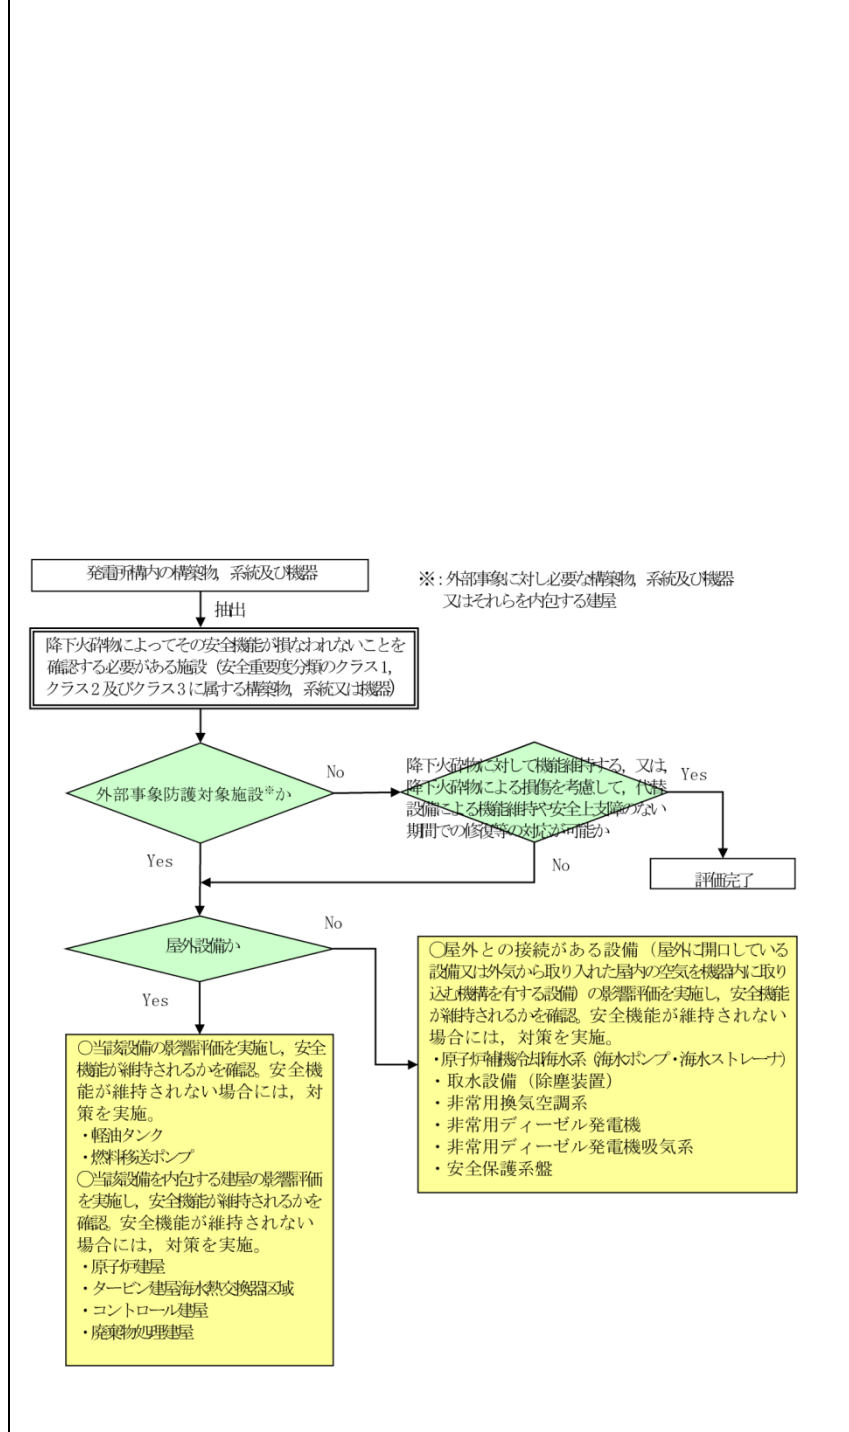 発電所構内の構築物，系統及び機器
※：外部事象に対し必要な構築物，系統及び機器
又はそれらを内包する建屋
抽出
降下火砕物によってその安全機能が損なわれないことを
確認する必要がある施設（安全重要度分類のクラス1，
クラス2及びクラス3に属する構築物，系統又は機器）
外部事象防護対象施設※か
No
降下火砕物に対して機能維持する，又は，
降下火砕物による損傷を考慮して，代替
設備による機能維持や安全上支障のない
期間での修復等の対応が可能か
Yes
Yes
No
評価完了
屋外設備か
No
Yes
〇当該設備の影響評価を実施し，安全
機能が維持されるかを確認。安全機
能が維持されない場合には，対
策を実施。
・軽油タンク
・燃料移送ポンプ
〇当該設備を内包する建屋の影響評価
を実施し，安全機能が維持されるかを
確認。安全機能が維持されない
場合には，対策を実施。
・原子炉建屋
・タービン建屋海水熱交換器区域
・コントロール建屋
・廃棄物処理建屋
〇屋外との接続がある設備（屋外に開口している
設備又は外気から取り入れた屋内の空気を機器内に取り
込む機構を有する設備）の影響評価を実施し，安全機能
が維持されるかを確認。安全機能が維持されない
場合には，対策を実施。
・原子炉補機冷却海水系（海水ポンプ・海水ストレーナ）
・取水設備（除塵装置）
・非常用換気空調系
・非常用ディーゼル発電機
・非常用ディーゼル発電機吸気系
・安全保護系盤